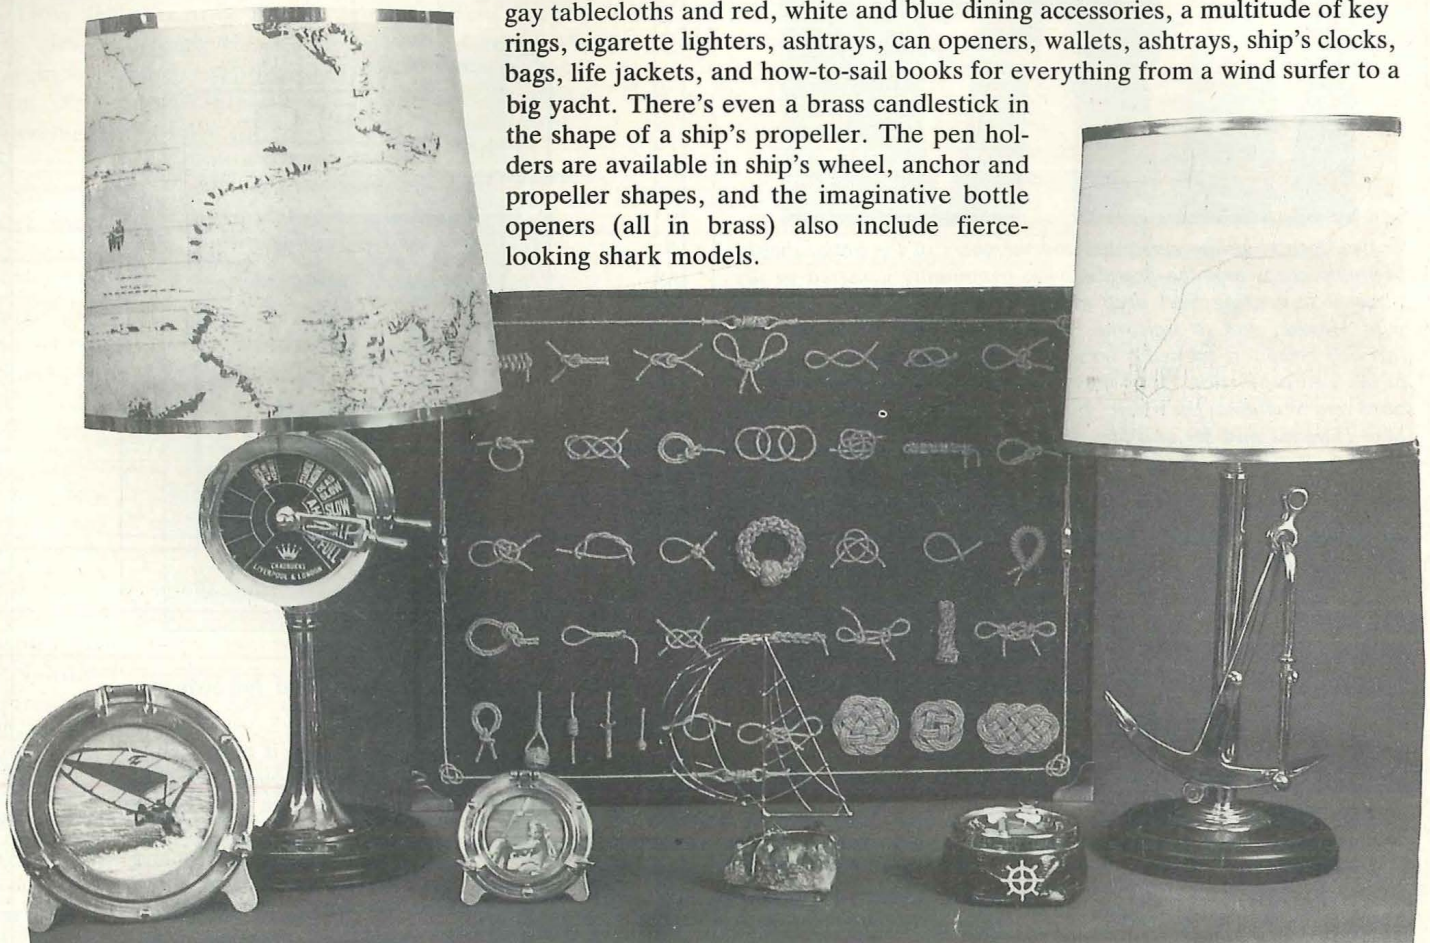 gay tablecloths and red, white and blue dining accessories, a multitude of key
rings, cigarette lighters, ashtrays, can openers, wallets, ashtrays, ship's clocks,
bags, life jackets, and how-to-sail books for everything from a wind surfer to a
big yacht. There's even a brass candlestick in
the shape of a ship's propeller. The pen hol-
ders are available in ship's wheel, anchor and
propeller shapes, and the imaginative bottle
openers (all in brass) also include fierce-
looking shark models.
SLOW
HALF
FULL
CHADBURNS
LIVERPOOL & LONDON